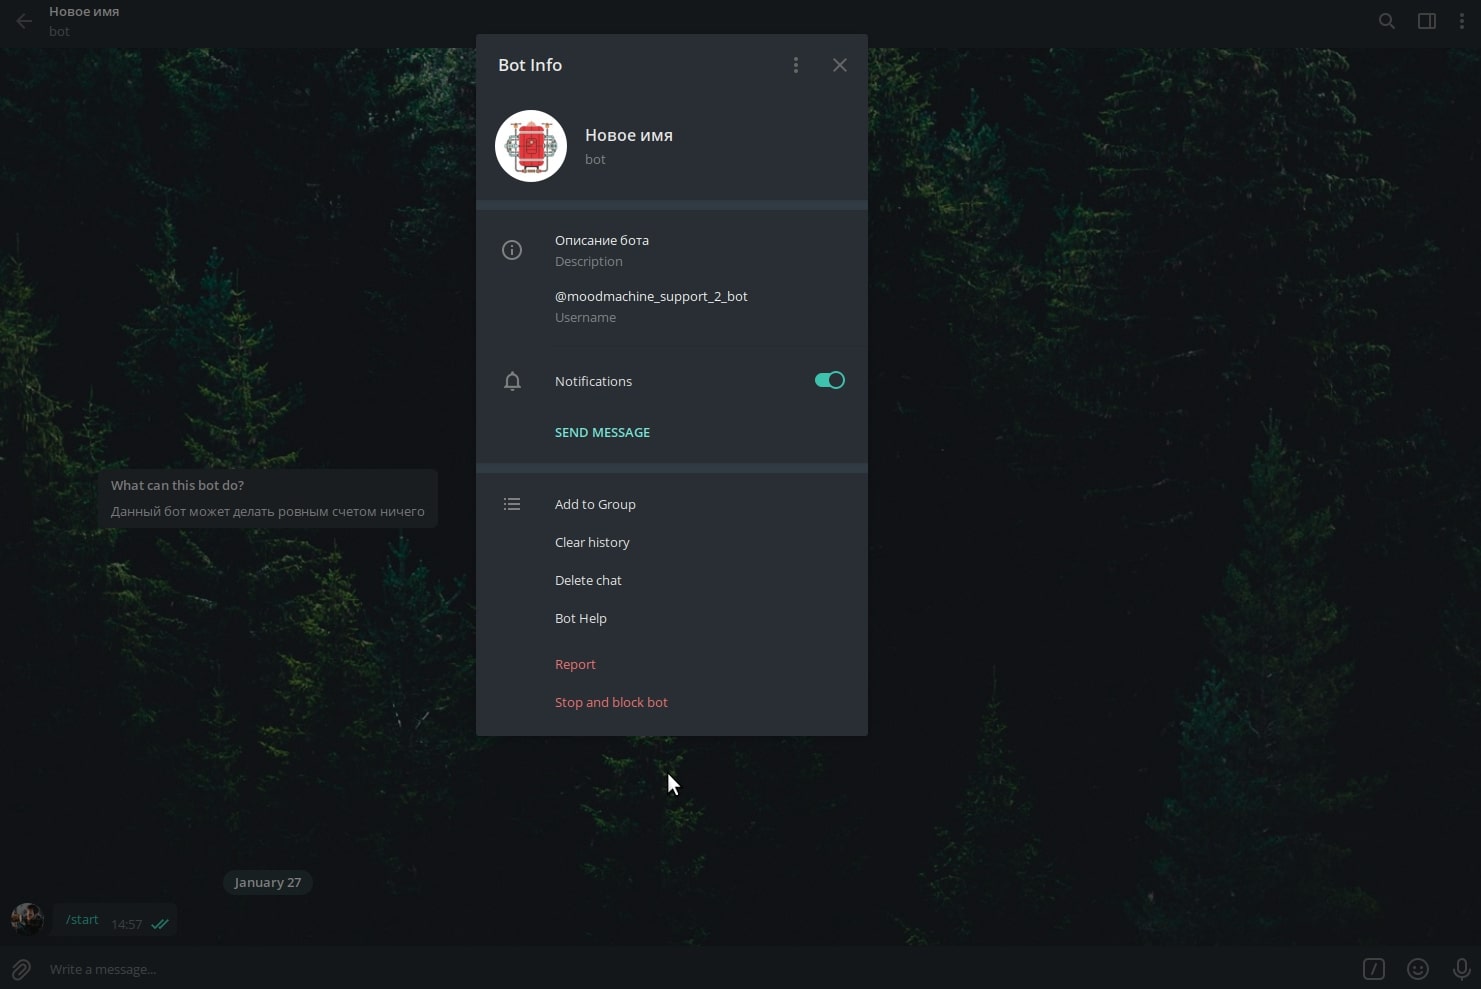 Новое имя
bot
Bot Info
Новое имя
bot
Описание бота
Description
@moodmachine_support_2_bot
Username
Notifications
SEND MESSAGE
What can this bot do?
Данный бот может делать ровным счетом ничего
Add to Group
Clear history
Delete chat
Bot Help
Report
Stop and block bot
January 27
/start 14:57
Write a message...